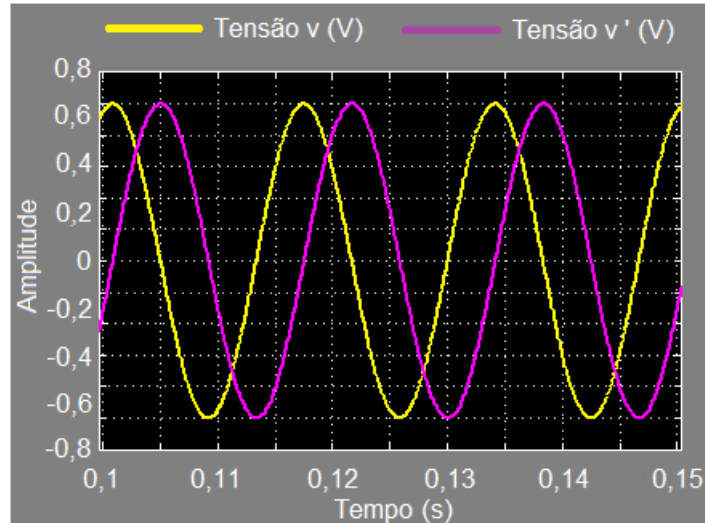 Tensão v (V) Tensão v ' (V)
0,8
0,6
0,4
0,2
0
-0,2
-0,4
-0,6
-0,8
Amplitude
0,1 0,11 0,12 0,13 0,14 0,15
Tempo (s)